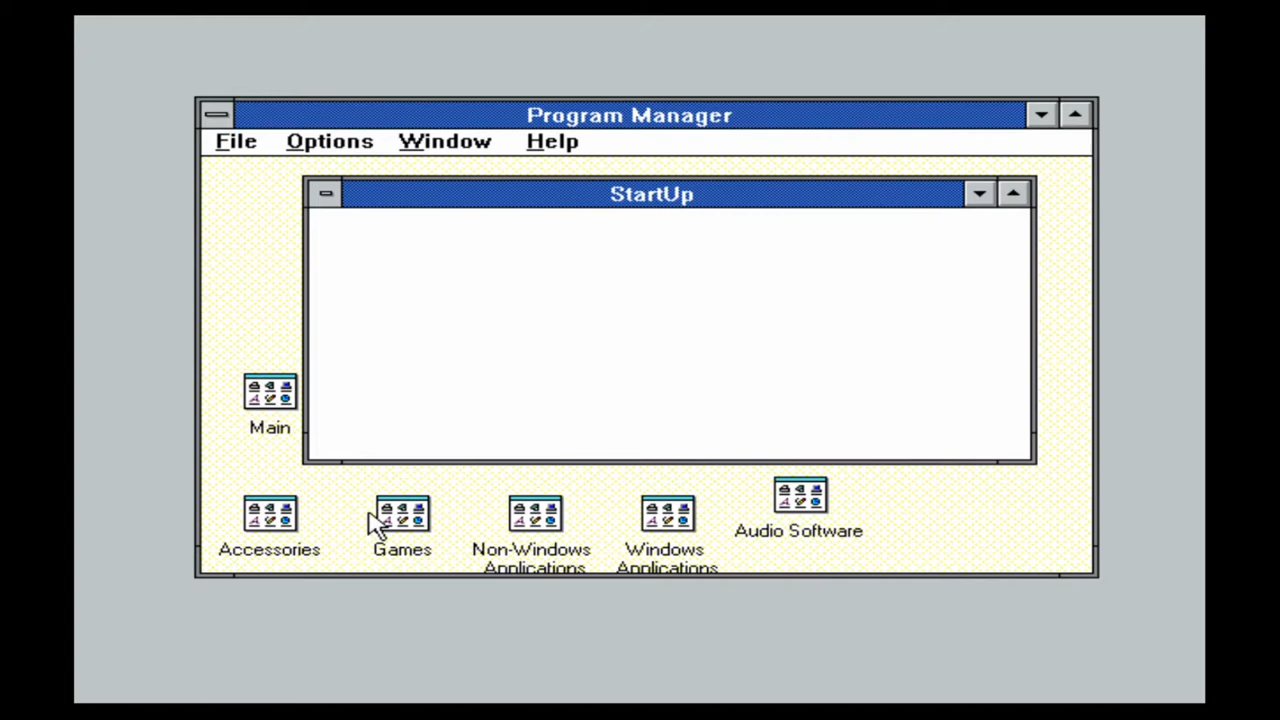 Program Manager
File Options Window Help
StartUp
Main
Accessories
Games
Non-Windows
Applications
Windows
Applications
Audio Software